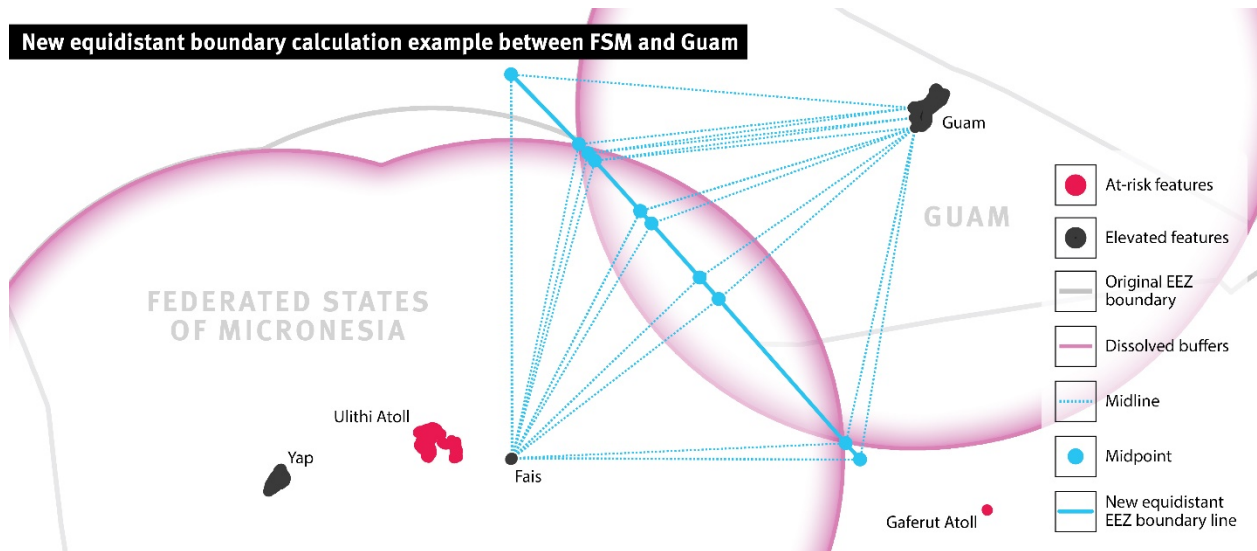 New equidistant boundary calculation example between FSM and Guam
Guam
GUAM
FEDERATED STATES
OF MICRONESIA
Ulithi Atoll
Yap
Fais
Gaferut Atoll
At-risk features
Elevated features
Original EEZ
boundary
Dissolved buffers
Midline
Midpoint
New equidistant
EEZ boundary line